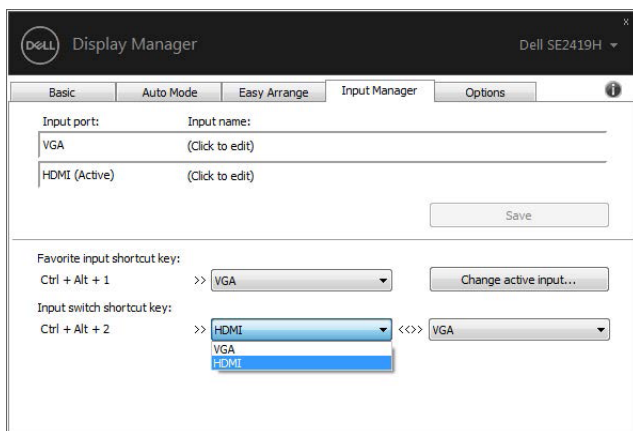 x
DELL Display Manager Dell SE2419H
Basic Auto Mode Easy Arrange Input Manager Options i
Input port: Input name:
VGA (Click to edit)
HDMI (Active) (Click to edit)
Save
Favorite input shortcut key:
Ctrl + Alt + 1 >> VGA Change active input...
Input switch shortcut key:
Ctrl + Alt + 2 >> HDMI <<>> VGA
VGA
HDMI